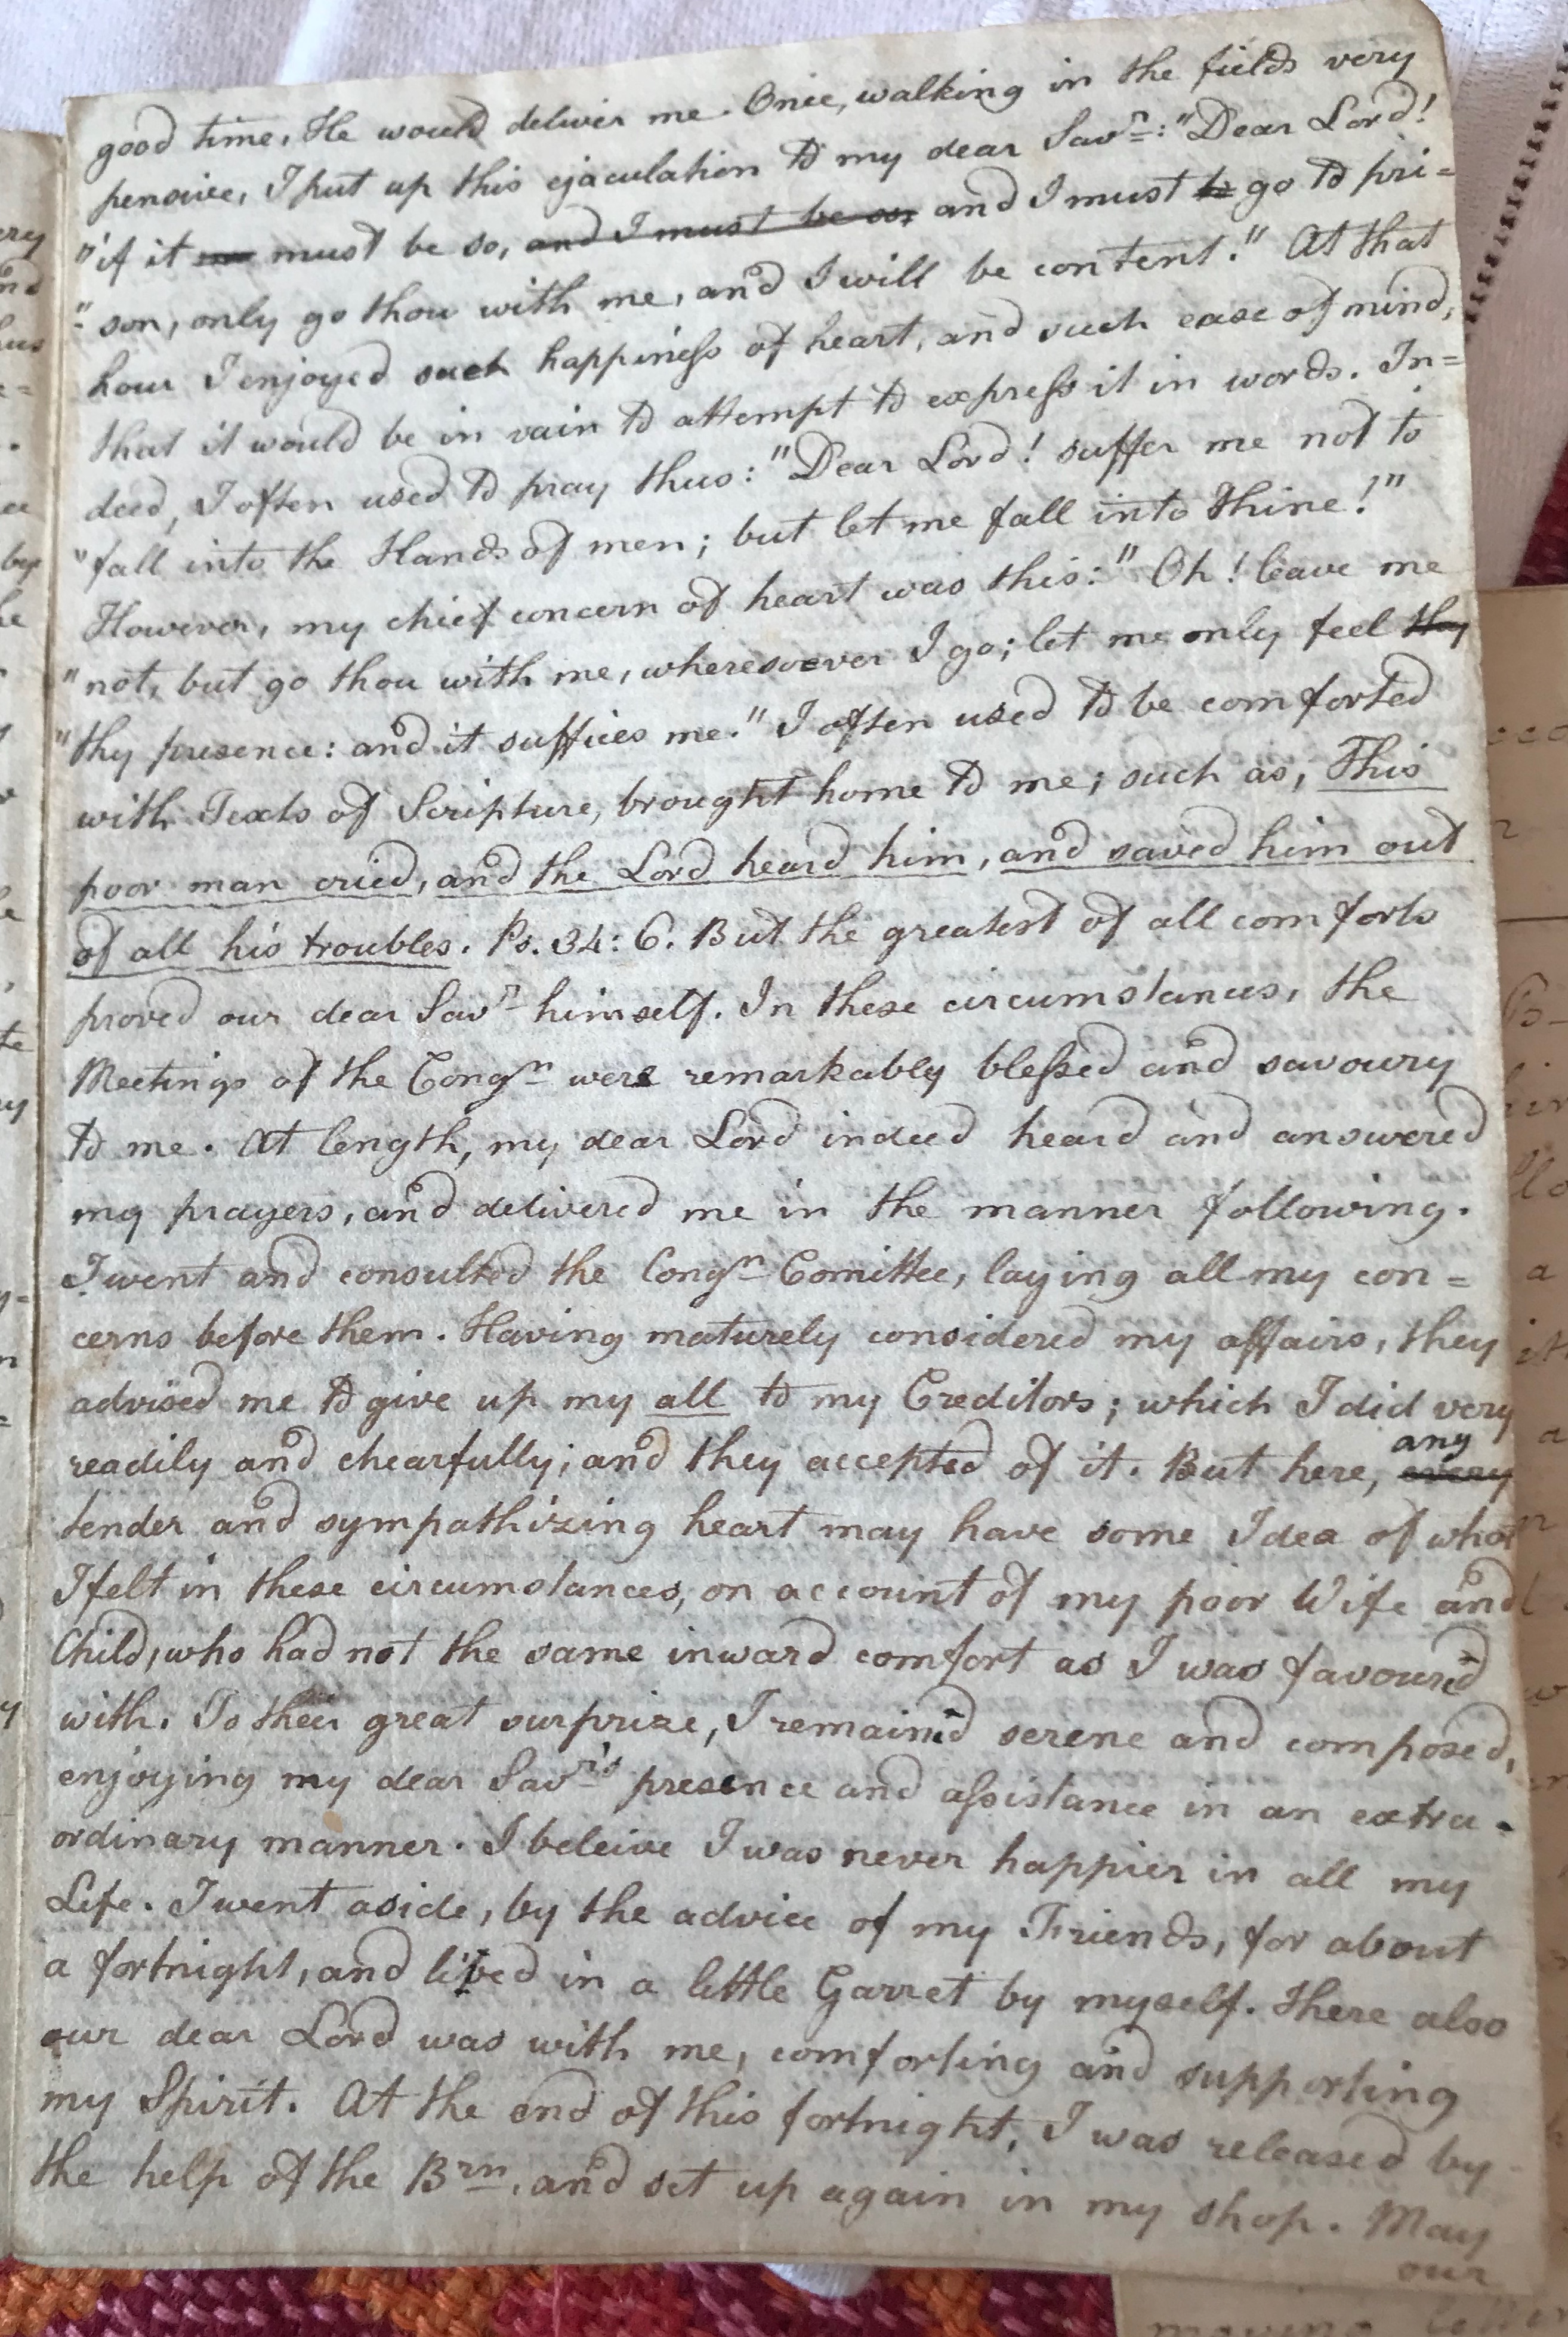 good time, He would deliver me. Once, walking in the fields very
pensive, I put up this ejaculation to my dear Savr: "Dear Lord!
"if it must be so, and I must be so, and I must be go to pri=
"son, only go thou with me, and I will be content." At that
hour I enjoyed such happiness of heart, and such ease of mind,
that it would be in vain to attempt to express it in words. In=
deed, I often used to pray thus: "Dear Lord! suffer me not to
"fall into the Hands of men; but let me fall into Thine!"
However, my chief concern of heart was this: "Oh! leave me
"not, but go thou with me, wheresoever I go; let me only feel thy
"thy presence: and it suffices me." I often used to be comforted
with Texts of Scripture, brought home to me; such as, This
poor man cried, and the Lord heard him, and saved him out
of all his troubles. Ps. 34: 6. But the greatest of all comforts
proved our dear Savr himself. In these circumstances, the
Meetings of the Congn were remarkably blessed and savoury
to me. At length, my dear Lord indeed heard and answered
my prayers, and delivered me in the manner following.
I went and consulted the Congn Comittee, laying all my con=
cerns before them. Having maturely considered my affairs, they
advised me to give up my all to my Creditors; which I did very
readily and chearfully; and they accepted of it. But here, every any
tender and sympathizing heart may have some Idea of what
I felt in these circumstances, on account of my poor Wife and
Child, who had not the same inward comfort as I was favoured
with. To their great surprize, I remained serene and composed,
enjoying my dear Savr's presence and assistance in an extra-
ordinary manner. I beleive I was never happier in all my
Life. I went aside, by the advice of my Friends, for about
a fortnight, and lived in a little Garret by myself. There also
our dear Lord was with me, comforting and supporting
my Spirit. At the end of this fortnight, I was released by
the help of the Brn, and set up again in my shop. May
our